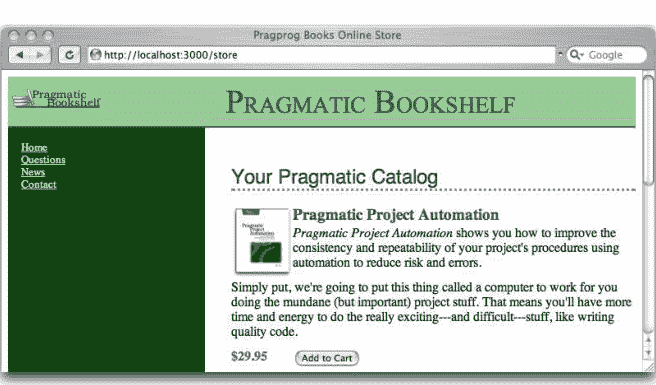 Pragprog Books Online Store
http://localhost:3000/store
Google
Pragmatic
Bookshelf
PRAGMATIC BOOKSHELF
Home
Questions
News
Contact
Your Pragmatic Catalog
Pragmatic
Project
Automation
Pragmatic Project Automation
Pragmatic Project Automation shows you how to improve the
consistency and repeatability of your project's procedures using
automation to reduce risk and errors.
Simply put, we're going to put this thing called a computer to work for you
doing the mundane (but important) project stuff. That means you'll have more
time and energy to do the really exciting---and difficult---stuff, like writing
quality code.
$29.95
Add to Cart